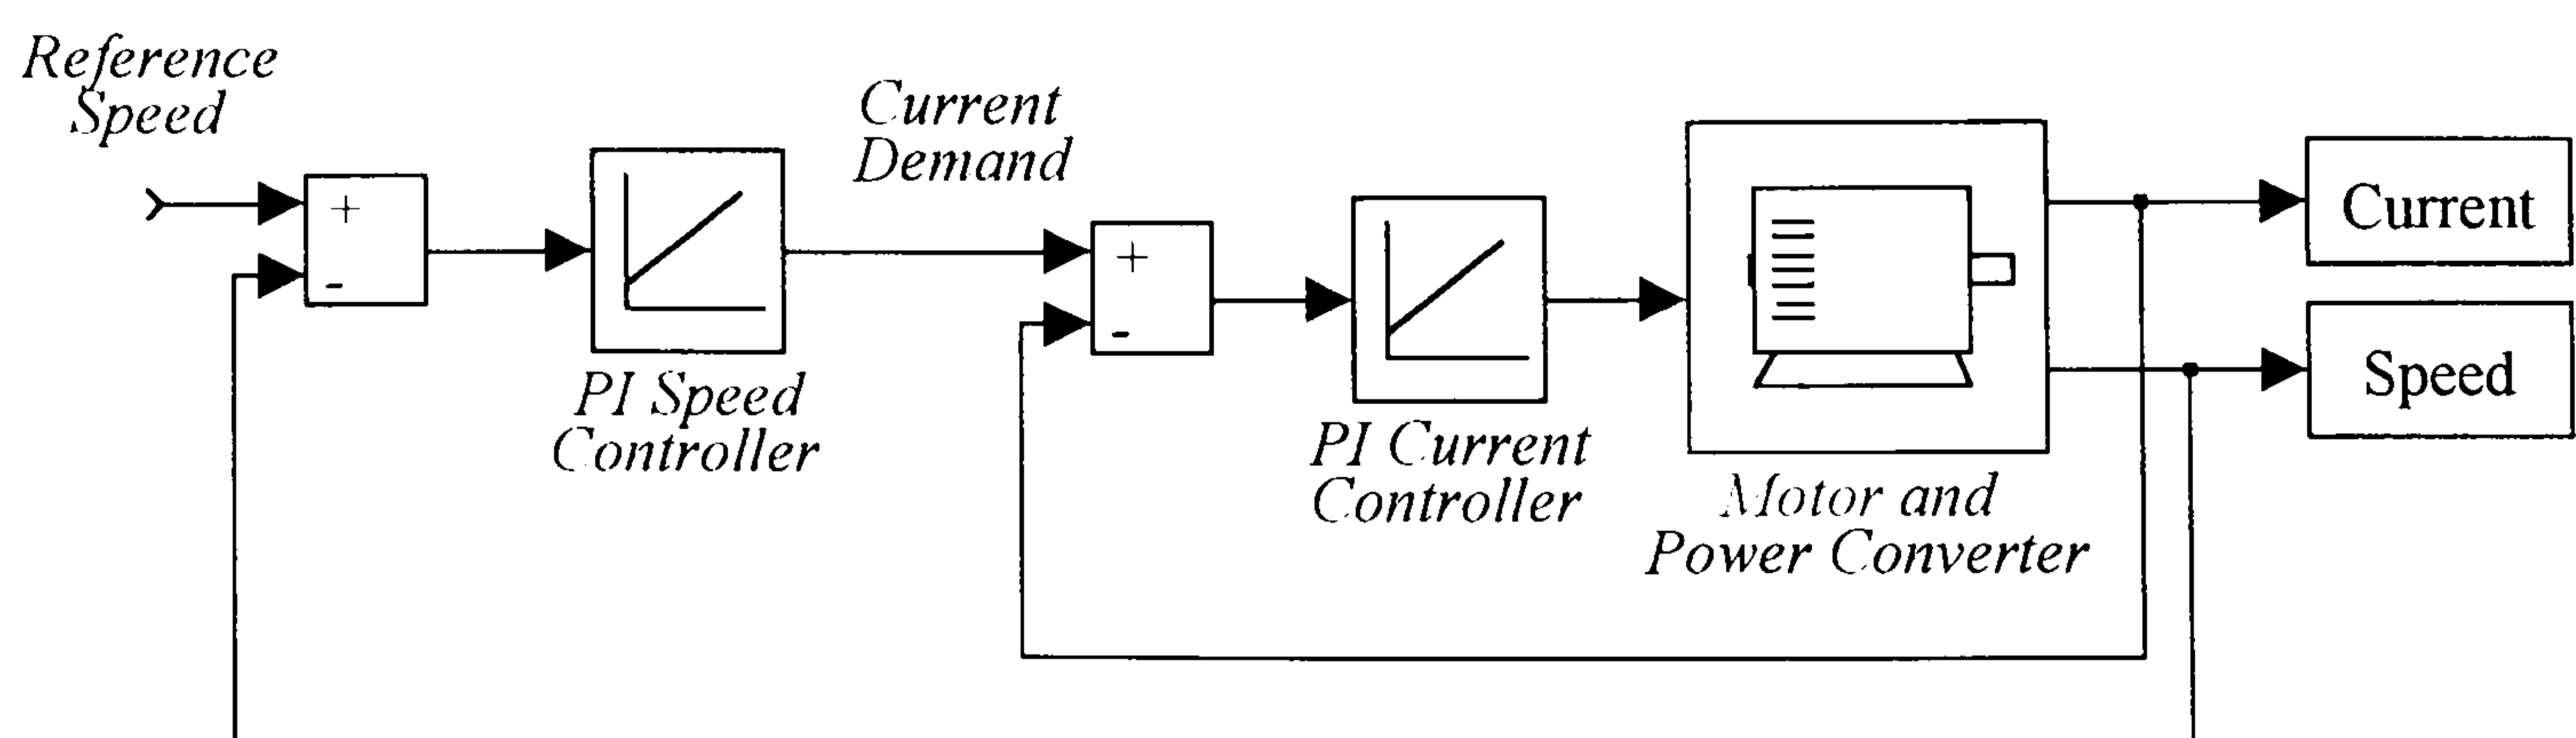 Reference
Speed
+
-
PI Speed
Controller
Current
Demand
+
-
PI Current
Controller
Motor and
Power Converter
Current
Speed